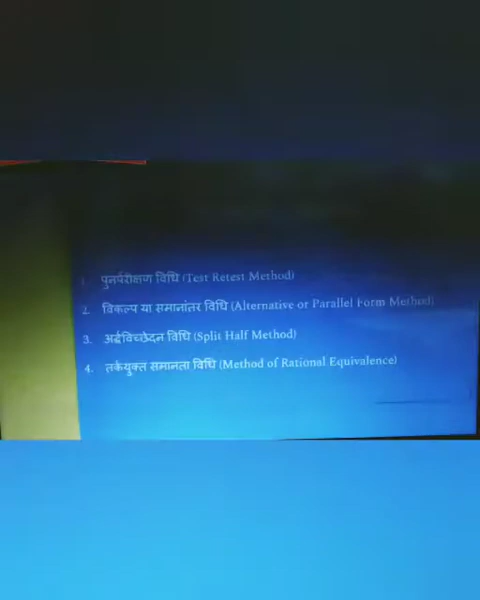 1. पुनर्परीक्षण विधि (Test Retest Method)
2. विकल्प या समानांतर विधि (Alternative or Parallel Form Method)
3. अर्द्धविच्छेदन विधि (Split Half Method)
4. तर्कयुक्त समानता विधि (Method of Rational Equivalence)